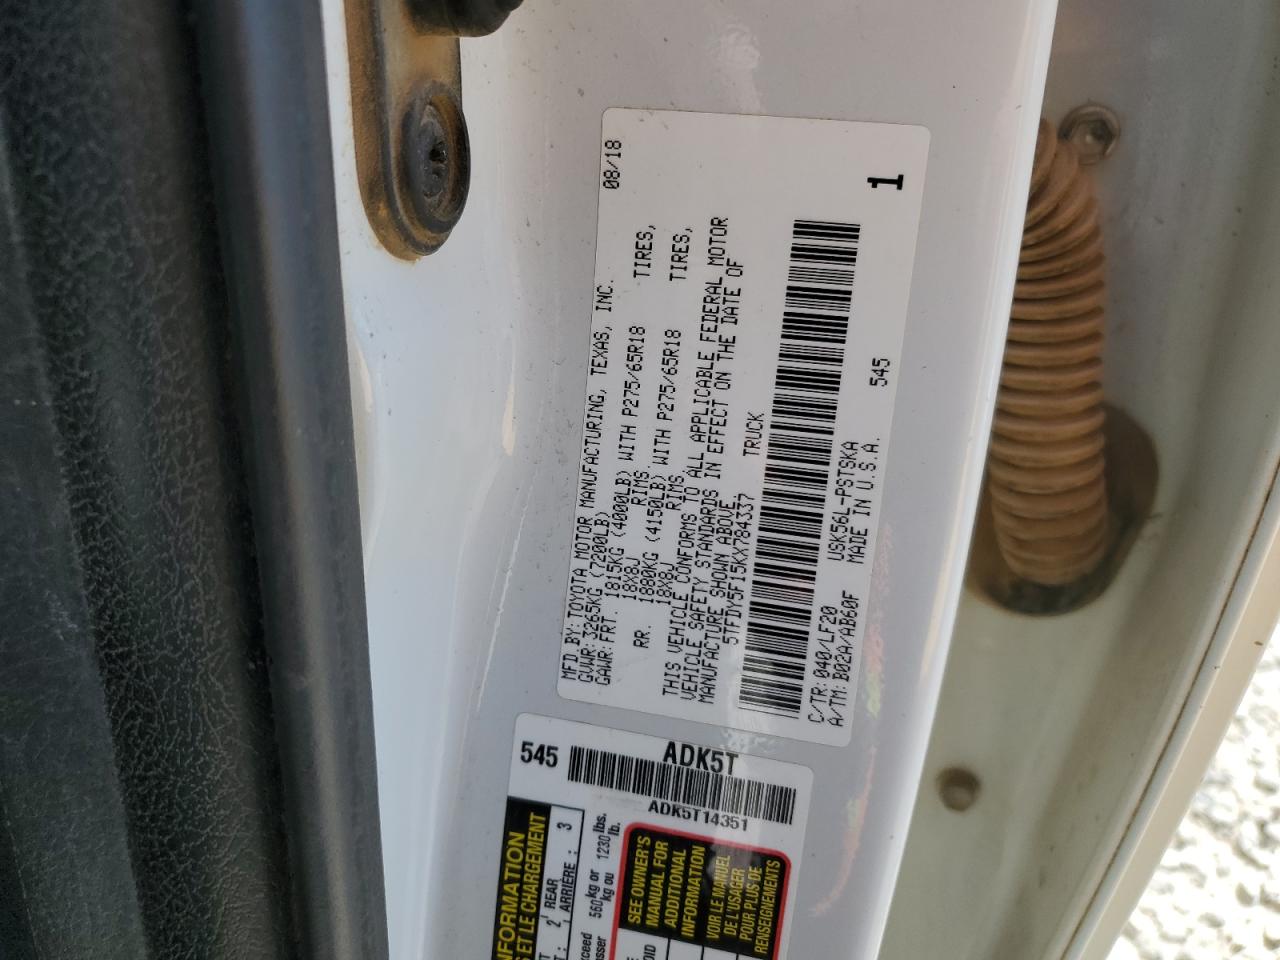 MFD.BY:TOYOTA MOTOR MANUFACTURING, TEXAS, INC. 08/18
GVWR:3265KG (7200LB)
GAWR:FRT. 1815KG (4000LB) WITH P275/65R18 TIRES,
18X8J RIMS,
RR. 1880KG (4150LB) WITH P275/65R18 TIRES,
18X8J RIMS.
THIS VEHICLE CONFORMS TO ALL APPLICABLE FEDERAL MOTOR
VEHICLE SAFETY STANDARDS IN EFFECT ON THE DATE OF
MANUFACTURE SHOWN ABOVE.
5TFDY5F15KX784337 TRUCK
C/TR:040/LF20 USK56L-PSTSKA 545
A/TM:B02A/AB60F MADE IN U.S.A.
1
545
ADK5T
ADK5T14351
2 REAR
ARRIÈRE : 3
560 kg or 1230 lbs.
kg ou lb.
SEE OWNER'S
MANUAL FOR
ADDITIONAL
INFORMATION
VOIR LE MANUEL
DE L'USAGER
POUR PLUS DE
RENSEIGNEMENTS